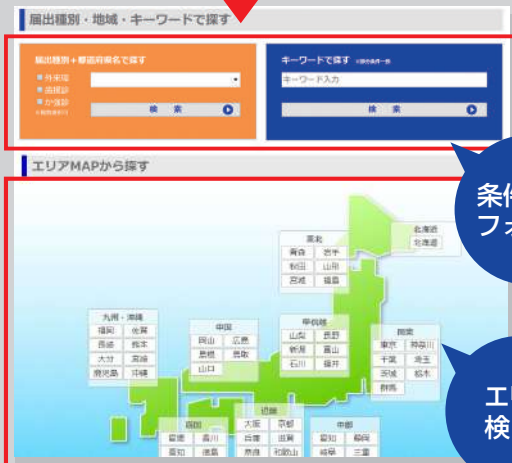 届出種別・地域・キーワードで探す
届出種別＋都道府県名で探す
外来環
歯援診
か強診
検 索
キーワードで探す
キーワード入力
検 索
エリアMAPから探す
条件
フォ
北海道
北海道
東北
青森 岩手
秋田 山形
宮城 福島
九州・沖縄
福岡 佐賀
長崎 熊本
大分 宮崎
鹿児島 沖縄
中国
岡山 広島
島根 鳥取
山口
甲信越
山梨 長野
新潟 富山
石川 福井
関東
東京 神奈川
千葉 埼玉
茨城 栃木
群馬
エリ
検
四国
愛媛 香川
高知 徳島
近畿
大阪 京都
兵庫 滋賀
奈良 和歌山
中部
愛知 静岡
岐阜 三重